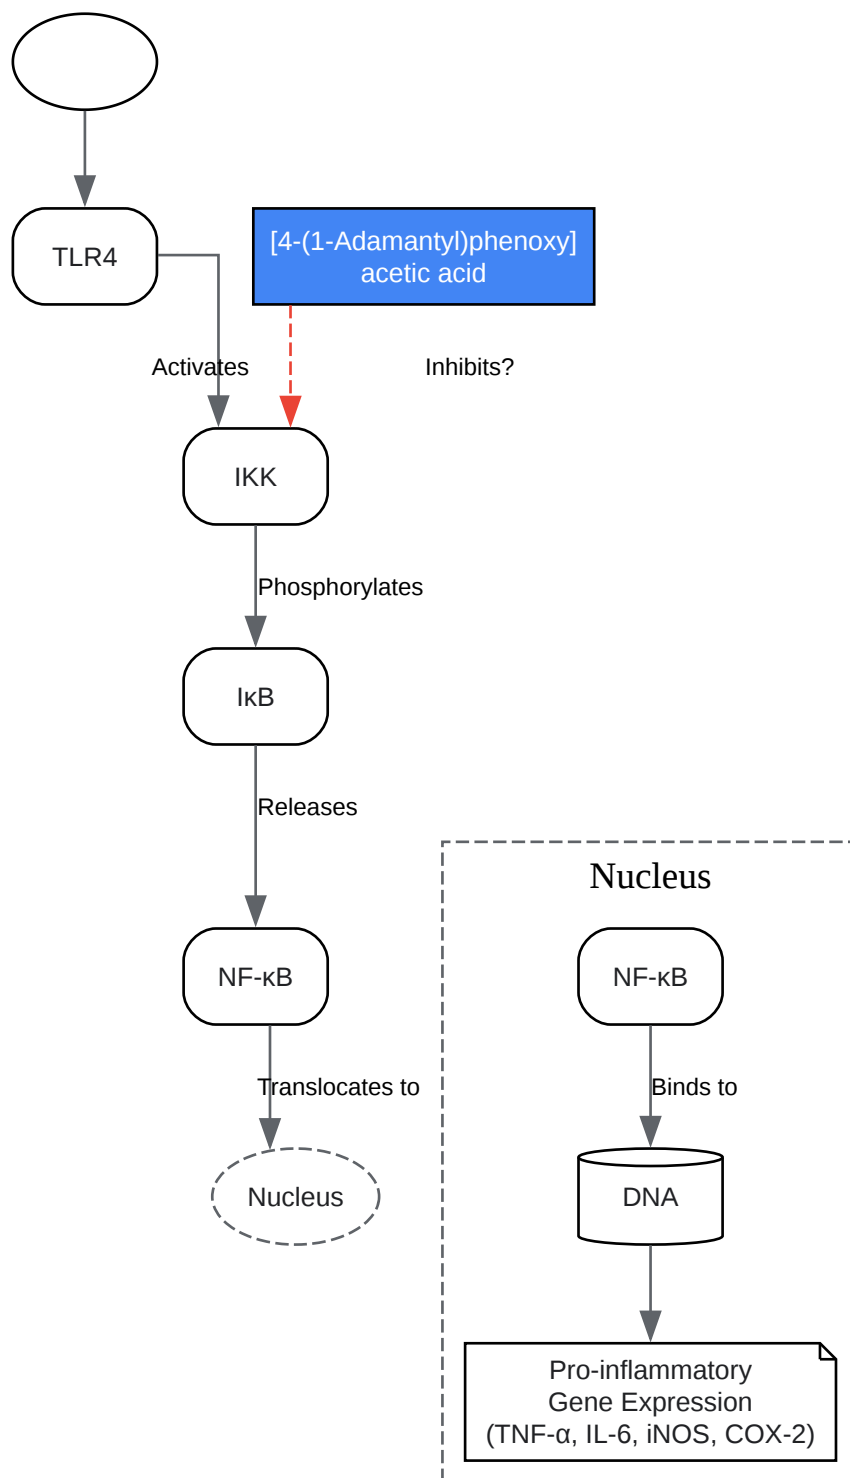 TLR4
[4-(1-Adamantyl)phenoxy]
acetic acid
Activates
Inhibits?
IKK
Phosphorylates
IκB
Releases
Nucleus
NF-κB
NF-κB
Translocates to
Binds to
Nucleus
DNA
Pro-inflammatory
Gene Expression
(TNF-α, IL-6, iNOS, COX-2)